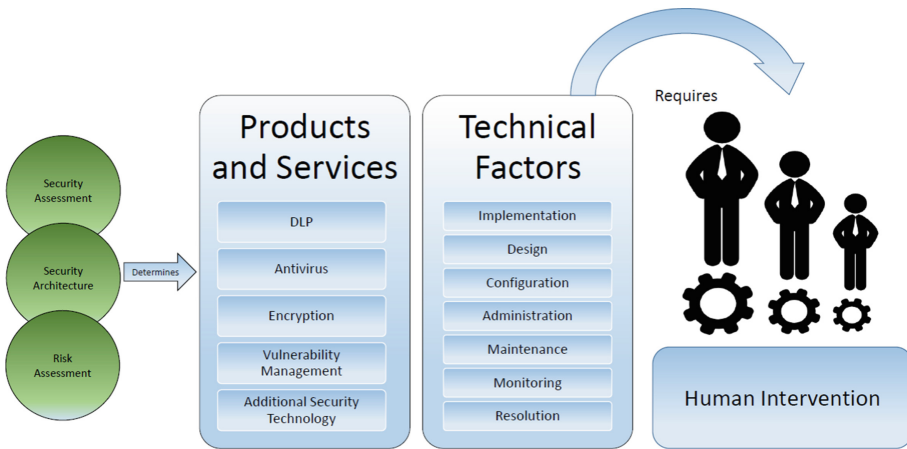 Security
Assessment
Security
Architecture
Risk
Assessment
Determines
Products
and Services
DLP
Antivirus
Encryption
Vulnerability
Management
Additional Security
Technology
Technical
Factors
Implementation
Design
Configuration
Administration
Maintenance
Monitoring
Resolution
Requires
Human Intervention